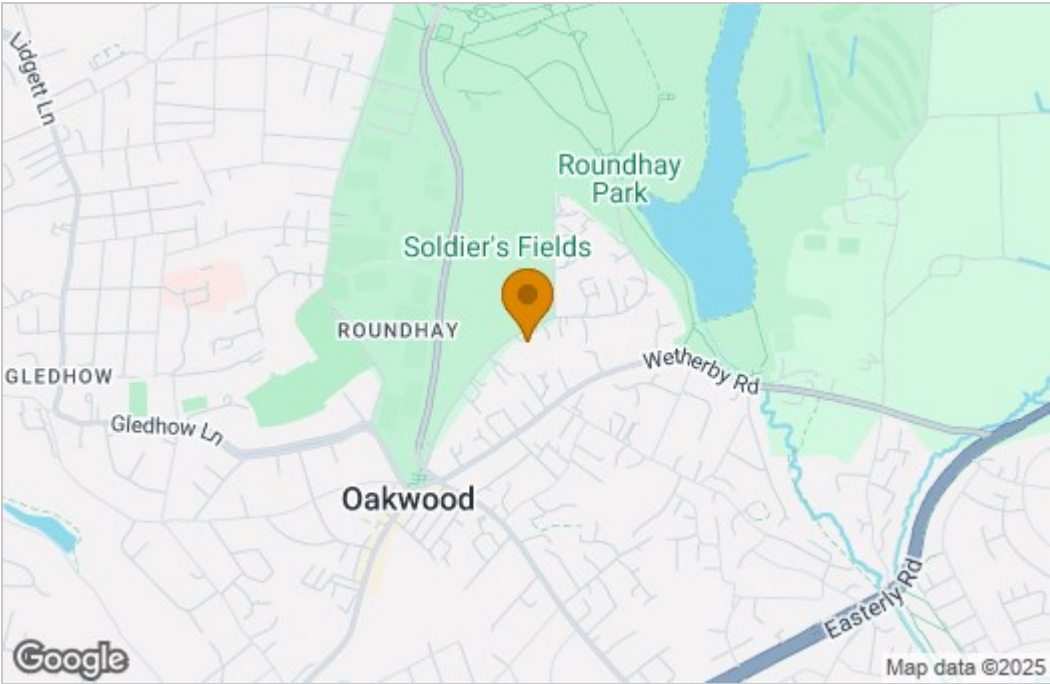 Lidgett Ln
Roundhay
Park
Soldier's Fields
ROUNDHAY
Wetherby Rd
GLEDHOW
Gledhow Ln
Oakwood
Easterly Rd
Google
Map data ©2025